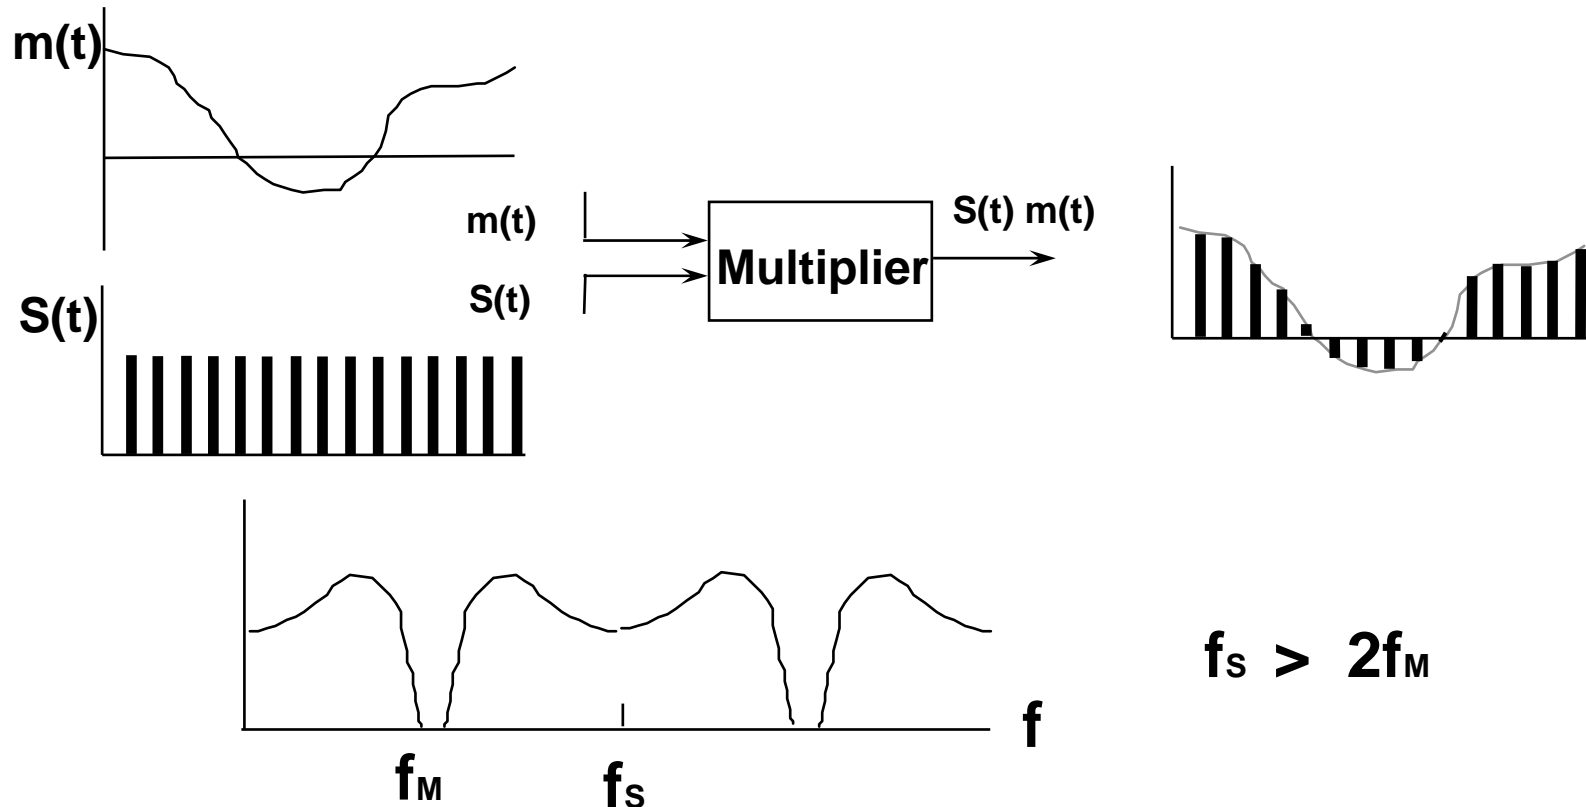 m(t)
m(t)
S(t) m(t)
Multiplier
S(t)
S(t)
fS > 2fM
f
fM
fS